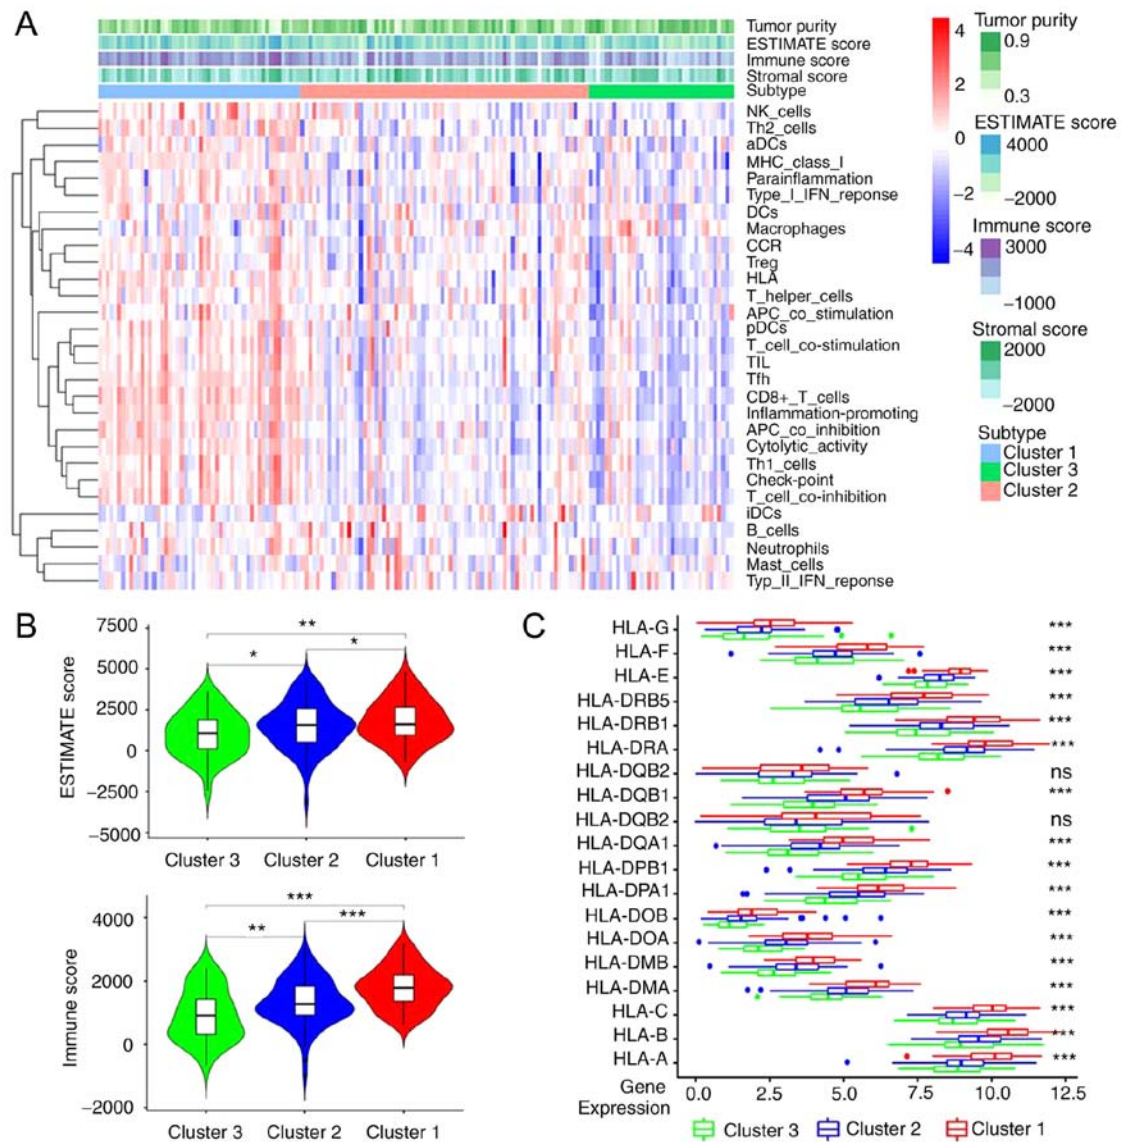 A
Tumor purity
ESTIMATE score
Immune score
Stromal score
Subtype
NK_cells
Th2_cells
aDCs
MHC_class_I
Parainflammation
Type_I_IFN_reponse
DCs
Macrophages
CCR
Treg
HLA
T_helper_cells
APC_co_stimulation
pDCs
T_cell_co-stimulation
TIL
Tfh
CD8+_T_cells
Inflammation-promoting
APC_co_inhibition
Cytolytic_activity
Th1_cells
Check-point
T_cell_co-inhibition
iDCs
B_cells
Neutrophils
Mast_cells
Typ_II_IFN_reponse
4
2
0
−2
−4
Tumor purity
0.9
0.3
ESTIMATE score
4000
−2000
Immune score
3000
−1000
Stromal score
2000
−2000
Subtype
Cluster 1
Cluster 3
Cluster 2
B
ESTIMATE score
7500
5000
2500
0
−2500
−5000
**
*
*
Cluster 3 Cluster 2 Cluster 1
Immune score
4000
2000
0
−2000
***
**
***
Cluster 3 Cluster 2 Cluster 1
C
HLA-G ***
HLA-F ***
HLA-E ***
HLA-DRB5 ***
HLA-DRB1 ***
HLA-DRA ***
HLA-DQB2 ns
HLA-DQB1 ***
HLA-DQB2 ns
HLA-DQA1 ***
HLA-DPB1 ***
HLA-DPA1 ***
HLA-DOB ***
HLA-DOA ***
HLA-DMB ***
HLA-DMA ***
HLA-C ***
HLA-B ***
HLA-A ***
Gene
Expression
0.0 2.5 5.0 7.5 10.0 12.5
Cluster 3 Cluster 2 Cluster 1